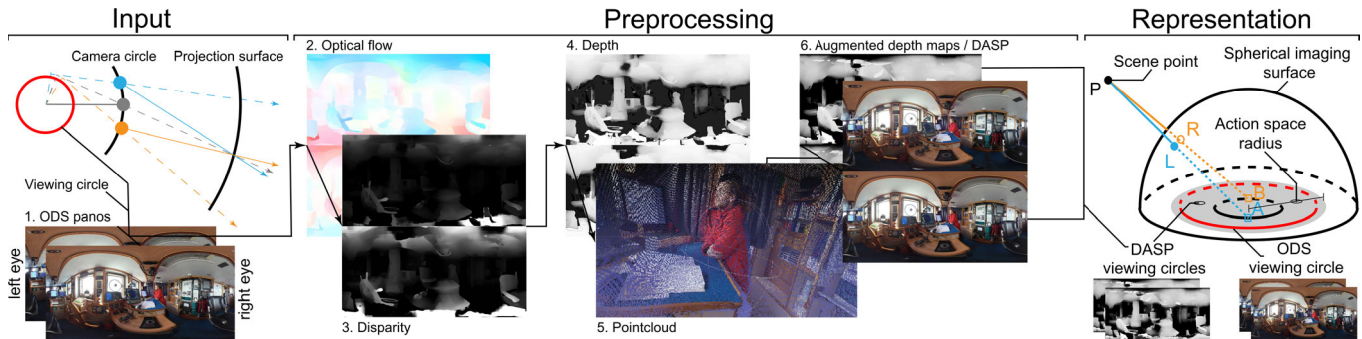 Input
Camera circle
Projection surface
Viewing circle
1. ODS panos
left eye
right eye
Preprocessing
2. Optical flow
3. Disparity
4. Depth
5. Pointcloud
6. Augmented depth maps / DASP
Representation
Scene point
Spherical imaging
surface
P
R
L
Action space
radius
B
A
DASP
viewing circles
ODS
viewing circle